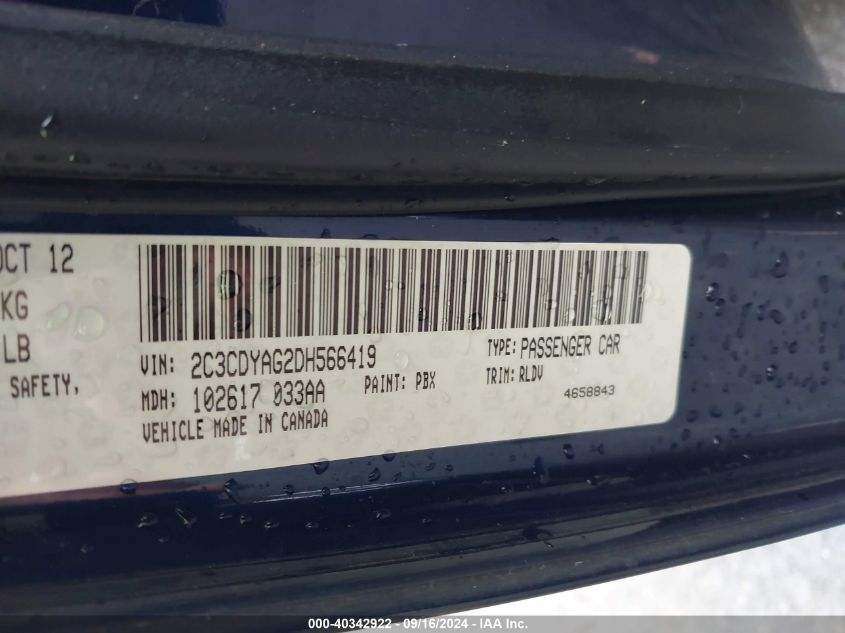 OCT 12
KG
LB
SAFETY,
VIN: 2C3CDYAG2DH566419
TYPE: PASSENGER CAR
MDH: 102617 033AA
PAINT: PBX
TRIM: RLDV
VEHICLE MADE IN CANADA
4658843
000-40342922 - 09/16/2024 - IAA Inc.